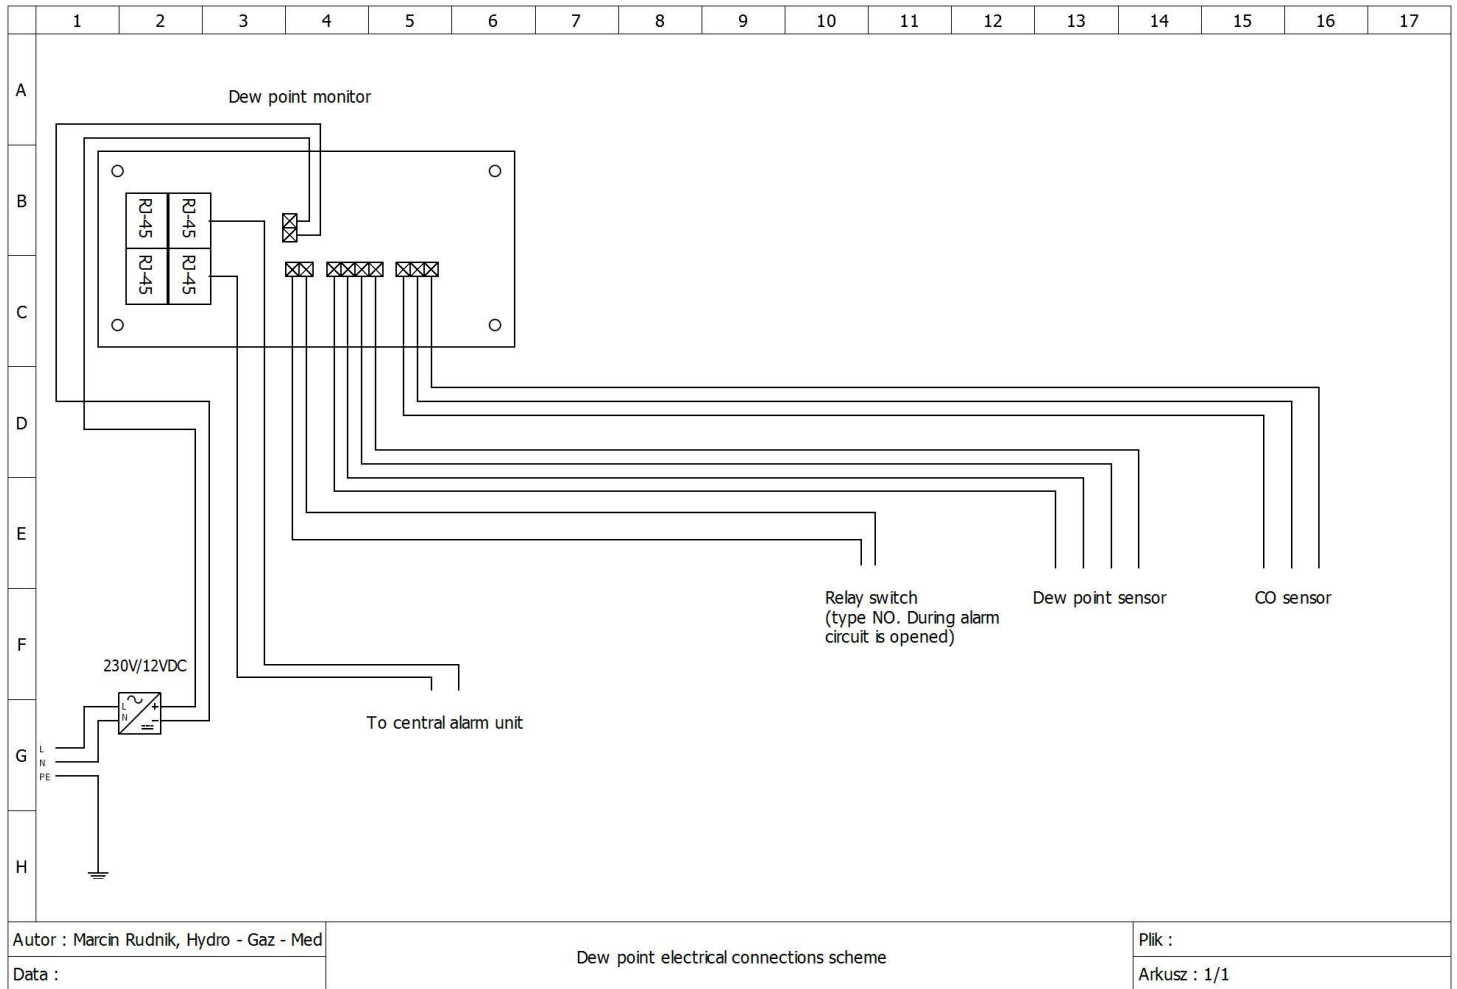 1 2 3 4 5 6 7 8 9 10 11 12 13 14 15 16 17
A
Dew point monitor
B
RJ-45 RJ-45
RJ-45 RJ-45
C
D
E
Relay switch
(type NO. During alarm
circuit is opened)
Dew point sensor
CO sensor
F
230V/12VDC
L +
N -
To central alarm unit
G
L
N
PE
H
Autor : Marcin Rudnik, Hydro - Gaz - Med
Data :
Dew point electrical connections scheme
Plik :
Arkusz : 1/1